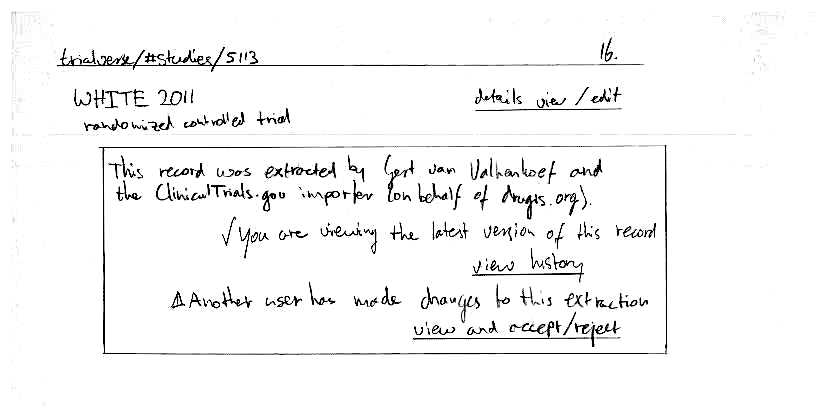 trialverse/#studies/5113 16.
WHITE 2011 details view/edit
randomized controlled trial
This record was extracted by Gert van Valkenhoef and
the ClinicalTrials.gov importer (on behalf of drugis.org).
√ You are viewing the latest version of this record
view history
⚠ Another user has made changes to this extraction
view and accept/reject